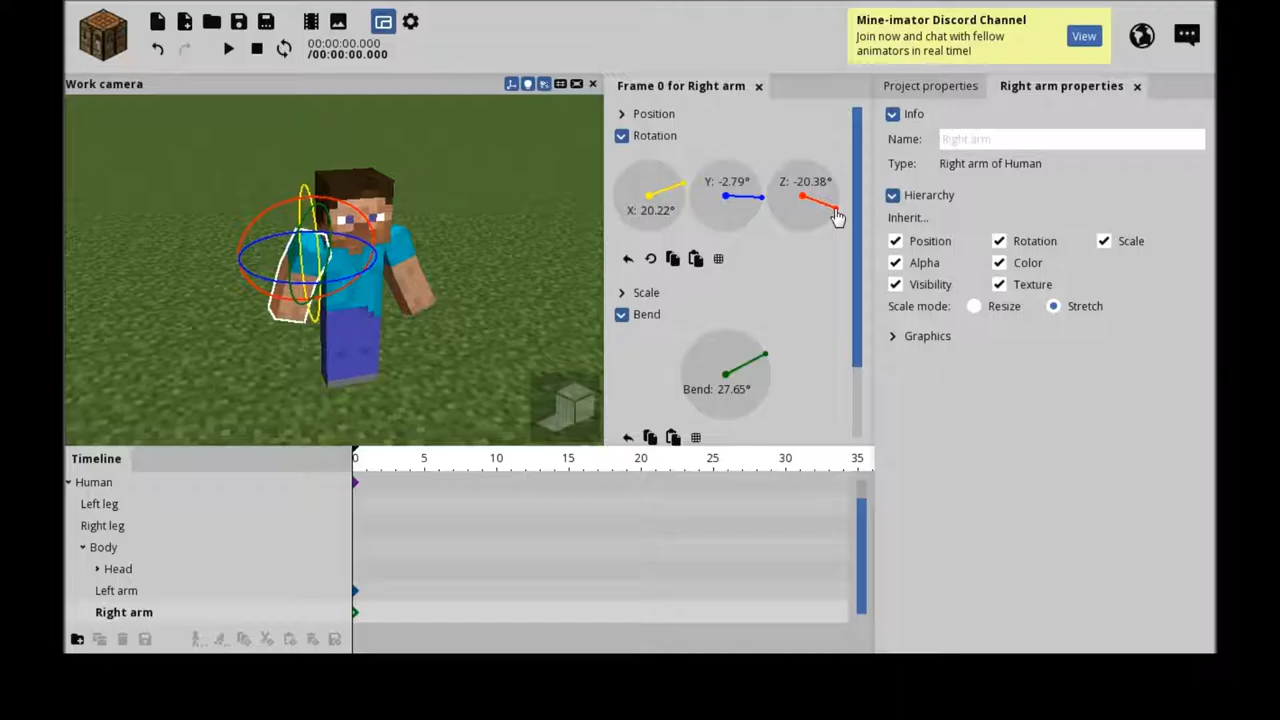 Mine-imator Discord Channel
Join now and chat with fellow
animators in real time!
View
00:00:00.000
/00:00:00.000
Work camera
Frame 0 for Right arm
Project properties
Right arm properties
Position
Rotation
X: 20.22°
Y: -2.79°
Z: -20.38°
Scale
Bend
Bend: 27.65°
Info
Name: Right arm
Type: Right arm of Human
Hierarchy
Inherit...
Position Rotation Scale
Alpha Color
Visibility Texture
Scale mode: Resize Stretch
Graphics
Timeline
0 5 10 15 20 25 30 35
Human
Left leg
Right leg
Body
Head
Left arm
Right arm